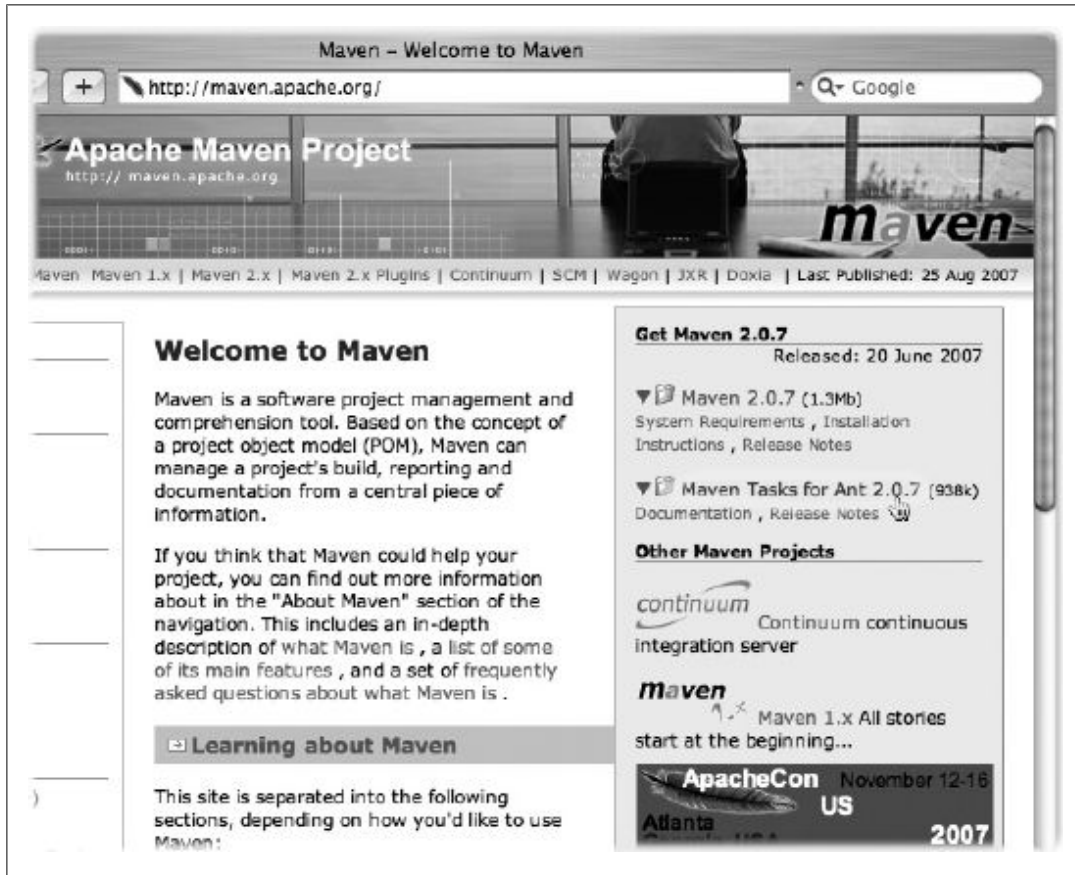 Maven – Welcome to Maven
http://maven.apache.org/
Google
Apache Maven Project
http:// maven.apache.org
maven
Maven Maven 1.x | Maven 2.x | Maven 2.x Plugins | Continuum | SCM | Wagon | JXR | Doxia | Last Published: 25 Aug 2007
Welcome to Maven
Maven is a software project management and
comprehension tool. Based on the concept of
a project object model (POM), Maven can
manage a project's build, reporting and
documentation from a central piece of
information.
If you think that Maven could help your
project, you can find out more information
about in the "About Maven" section of the
navigation. This includes an in-depth
description of what Maven is , a list of some
of its main features , and a set of frequently
asked questions about what Maven is .
Learning about Maven
This site is separated into the following
sections, depending on how you'd like to use
Maven:
Get Maven 2.0.7
Released: 20 June 2007
Maven 2.0.7 (1.3Mb)
System Requirements , Installation
Instructions , Release Notes
Maven Tasks for Ant 2.0.7 (938k)
Documentation , Release Notes
Other Maven Projects
continuum
Continuum continuous
integration server
maven
1.x Maven 1.x All stories
start at the beginning...
ApacheCon November 12-16
US
Atlanta
Georgia, USA
2007